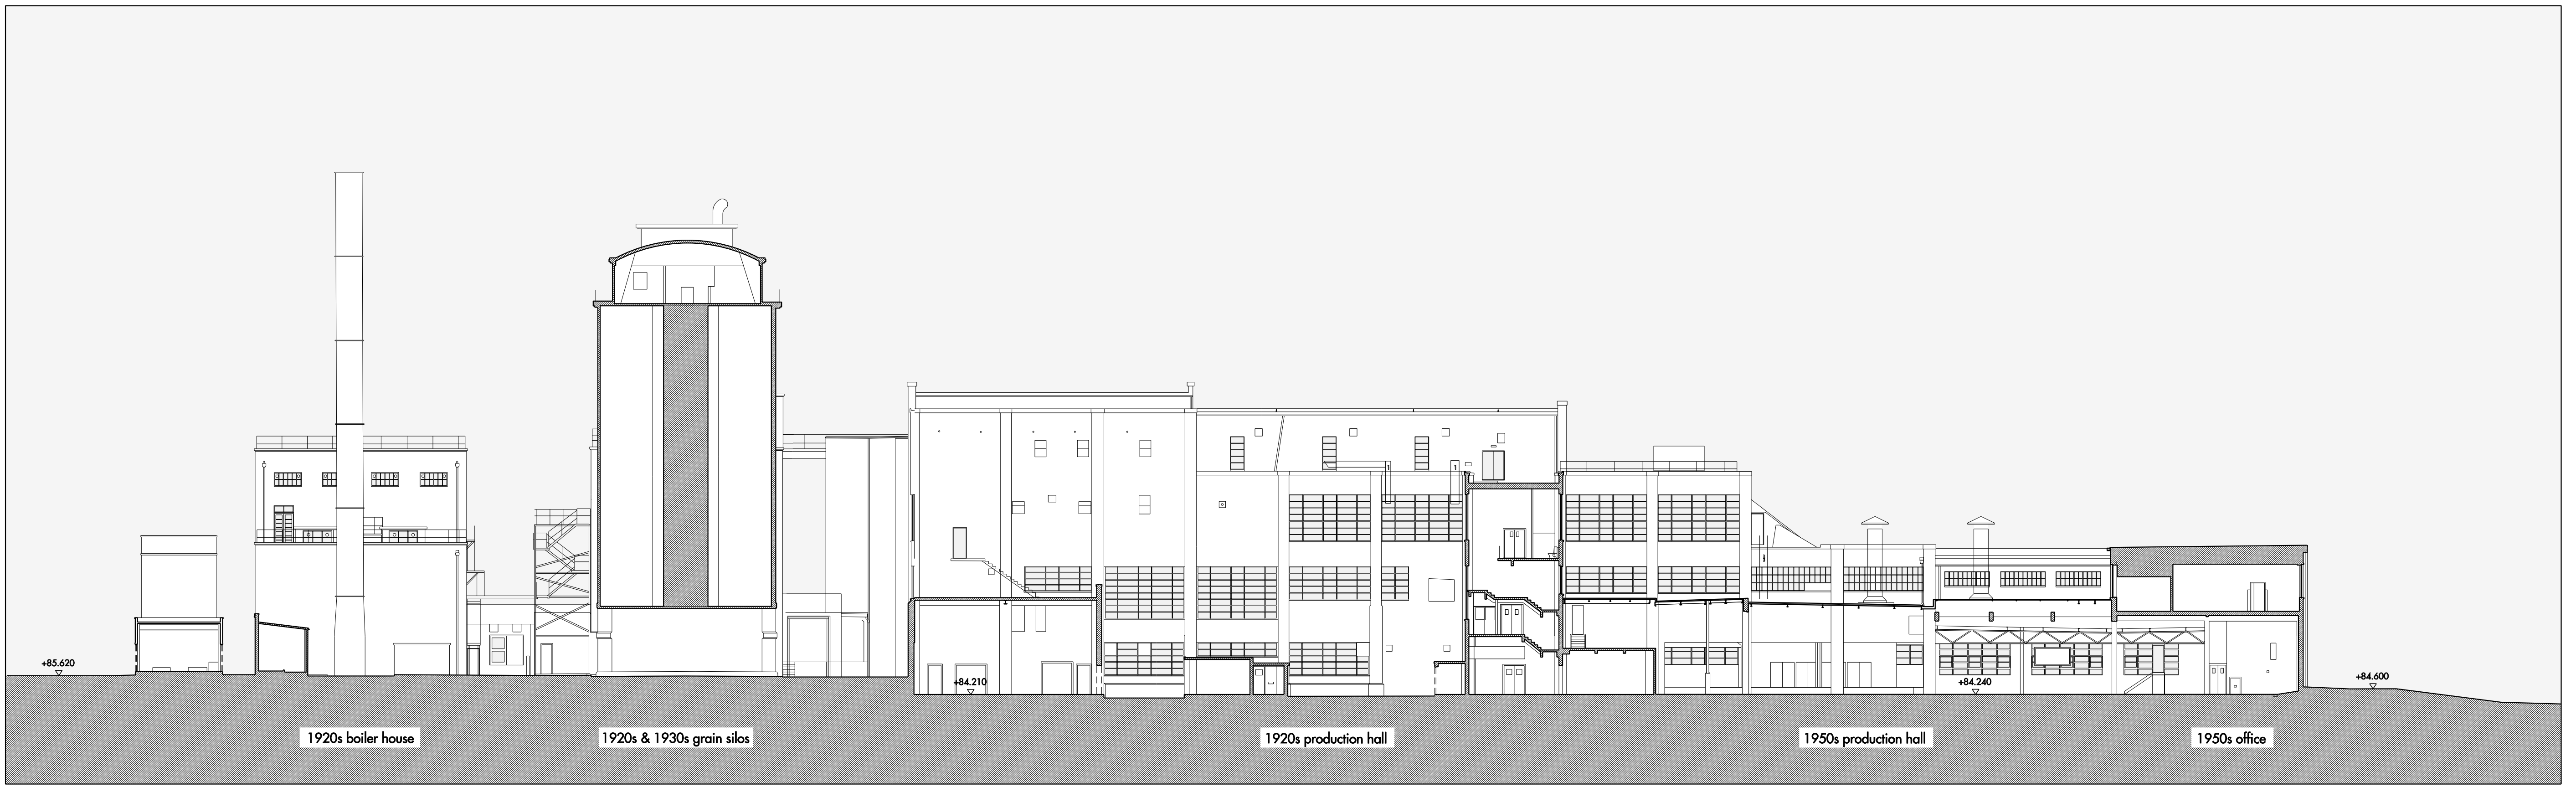 +85.620
+84.210
+84.240
+84.600
1920s boiler house
1920s & 1930s grain silos
1920s production hall
1950s production hall
1950s office